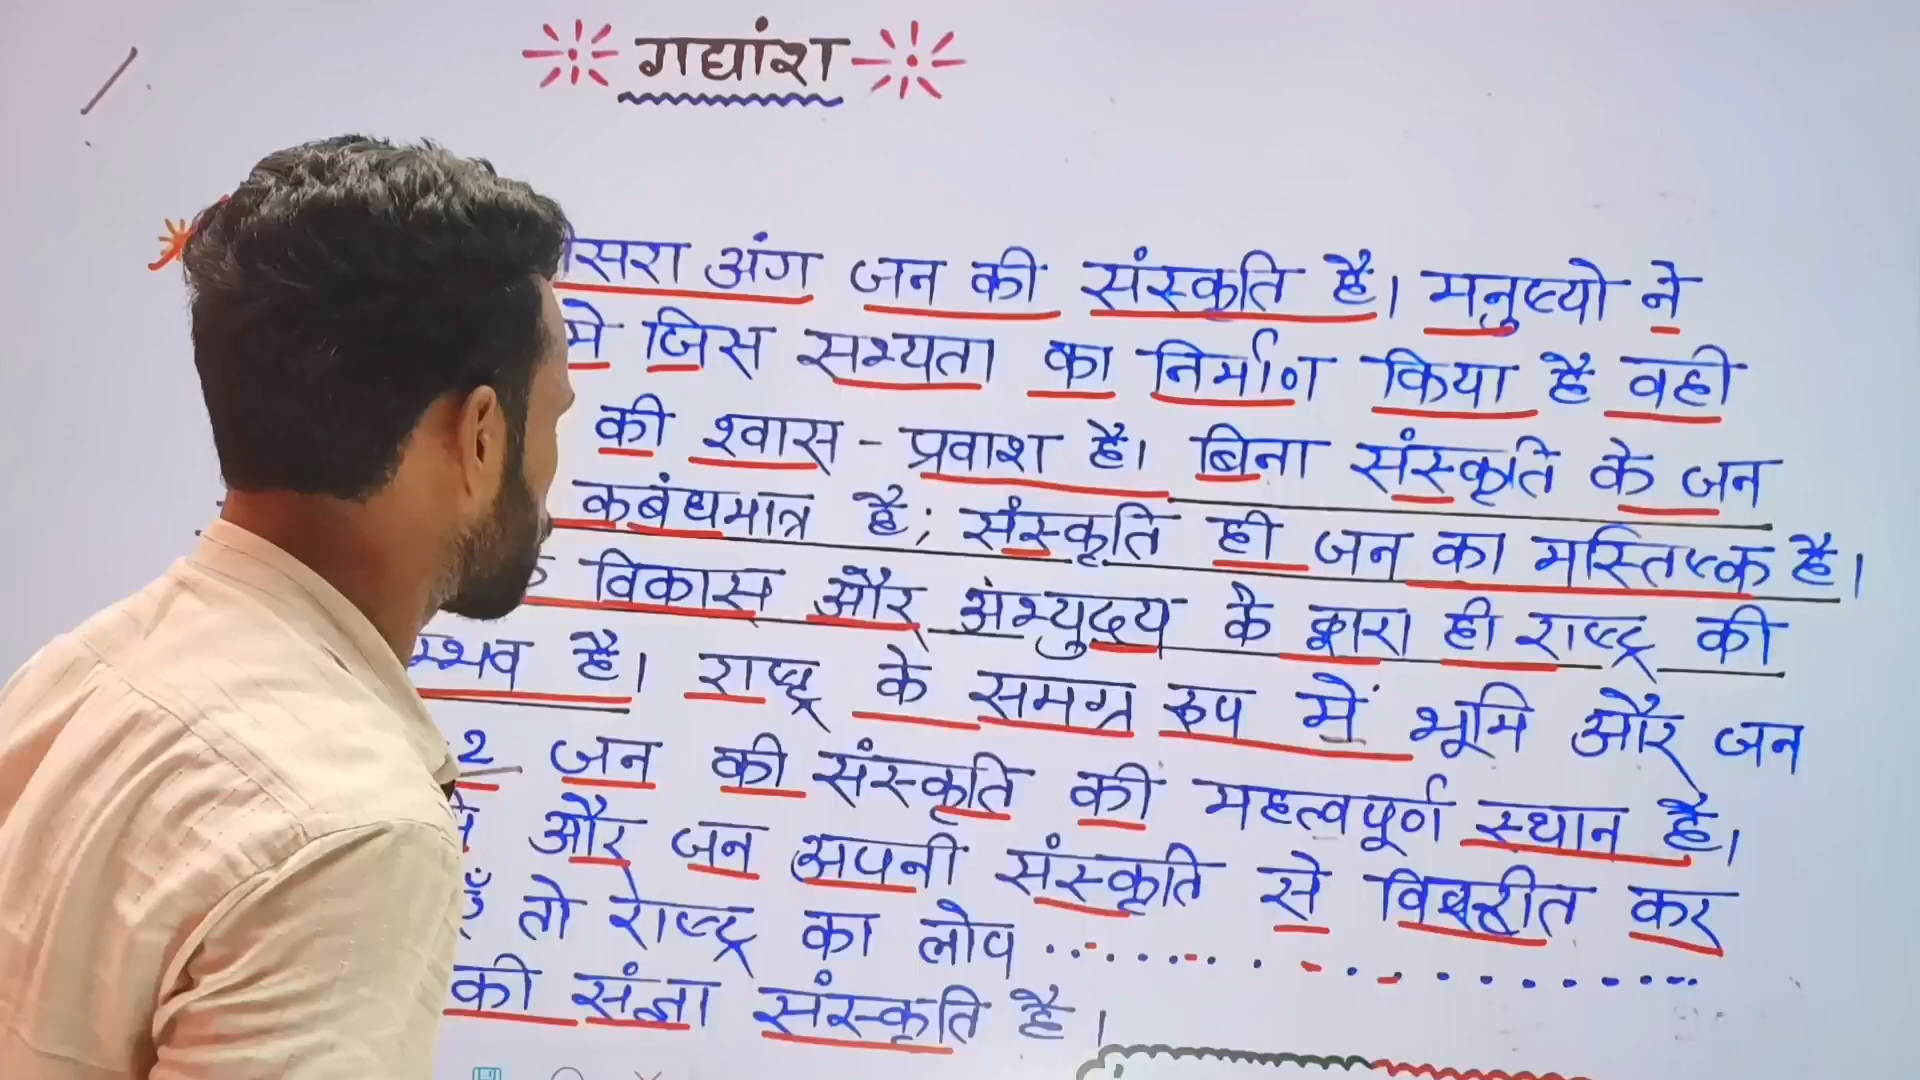 गद्यांश
सरा अंग जन की संस्कृति है। मनुष्यो ने
मे जिस सभ्यता का निर्माण किया है वही
की श्वास - प्रवाश है। बिना संस्कृति के जन
कबंधमात्र है; संस्कृति ही जन का मस्तिष्क है।
विकास और अभ्युदय के द्वारा ही राष्ट्र की
म्भव है। राष्ट्र के समग्र रूप में भूमि और जन
जन की संस्कृति की महत्वपूर्ण स्थान है।
और जन अपनी संस्कृति से कर
तो राष्ट्र का लोप ....................
की संज्ञा संस्कृति है।